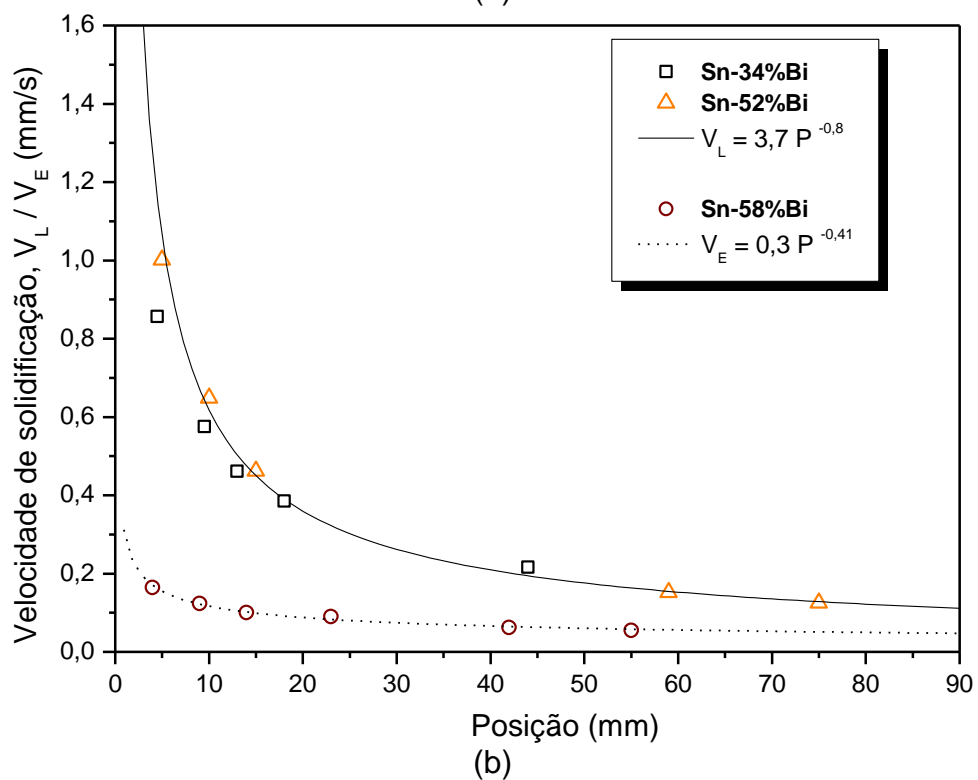 1,6
1,4
1,2
1,0
0,8
0,6
0,4
0,2
0,0
Velocidade de solidificação, V_L / V_E (mm/s)
Sn-34%Bi
Sn-52%Bi
V_L = 3,7 P ^-0,8
Sn-58%Bi
V_E = 0,3 P ^-0,41
0 10 20 30 40 50 60 70 80 90
Posição (mm)
(b)